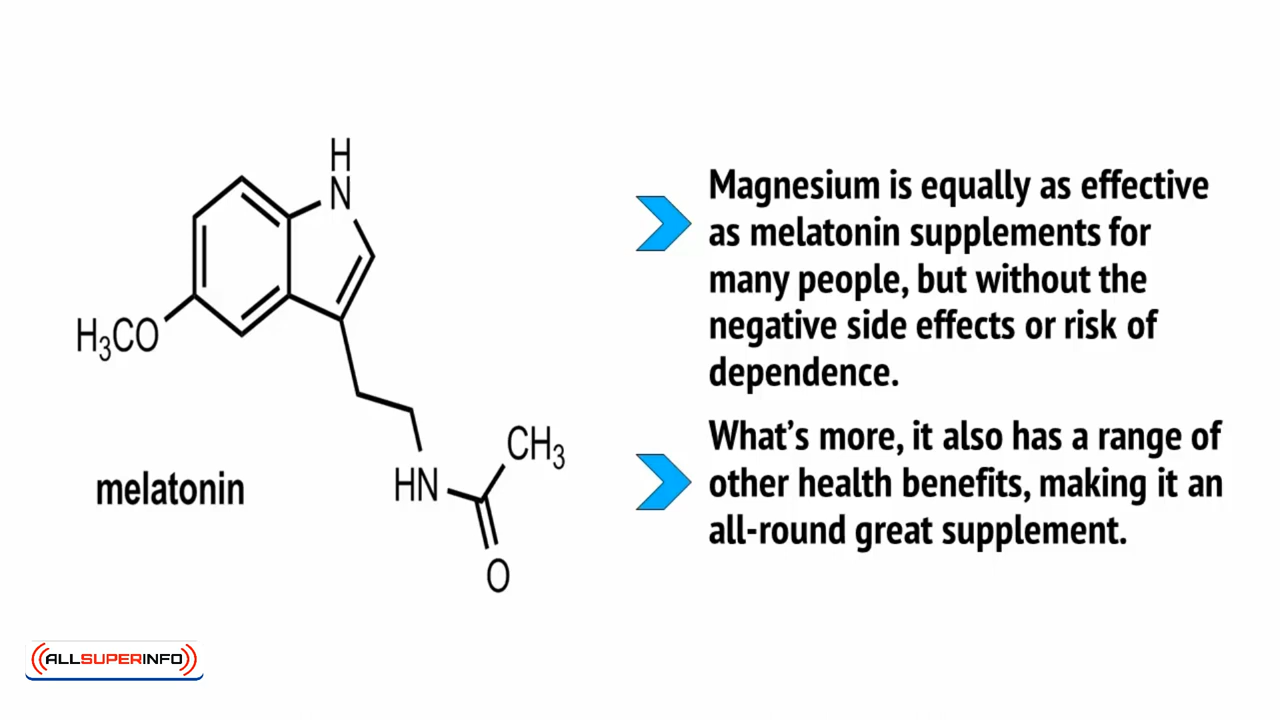 H
N
H₃CO
CH₃
HN
melatonin
O
Magnesium is equally as effective
as melatonin supplements for
many people, but without the
negative side effects or risk of
dependence.
What's more, it also has a range of
other health benefits, making it an
all-round great supplement.
ALLSUPERINFO